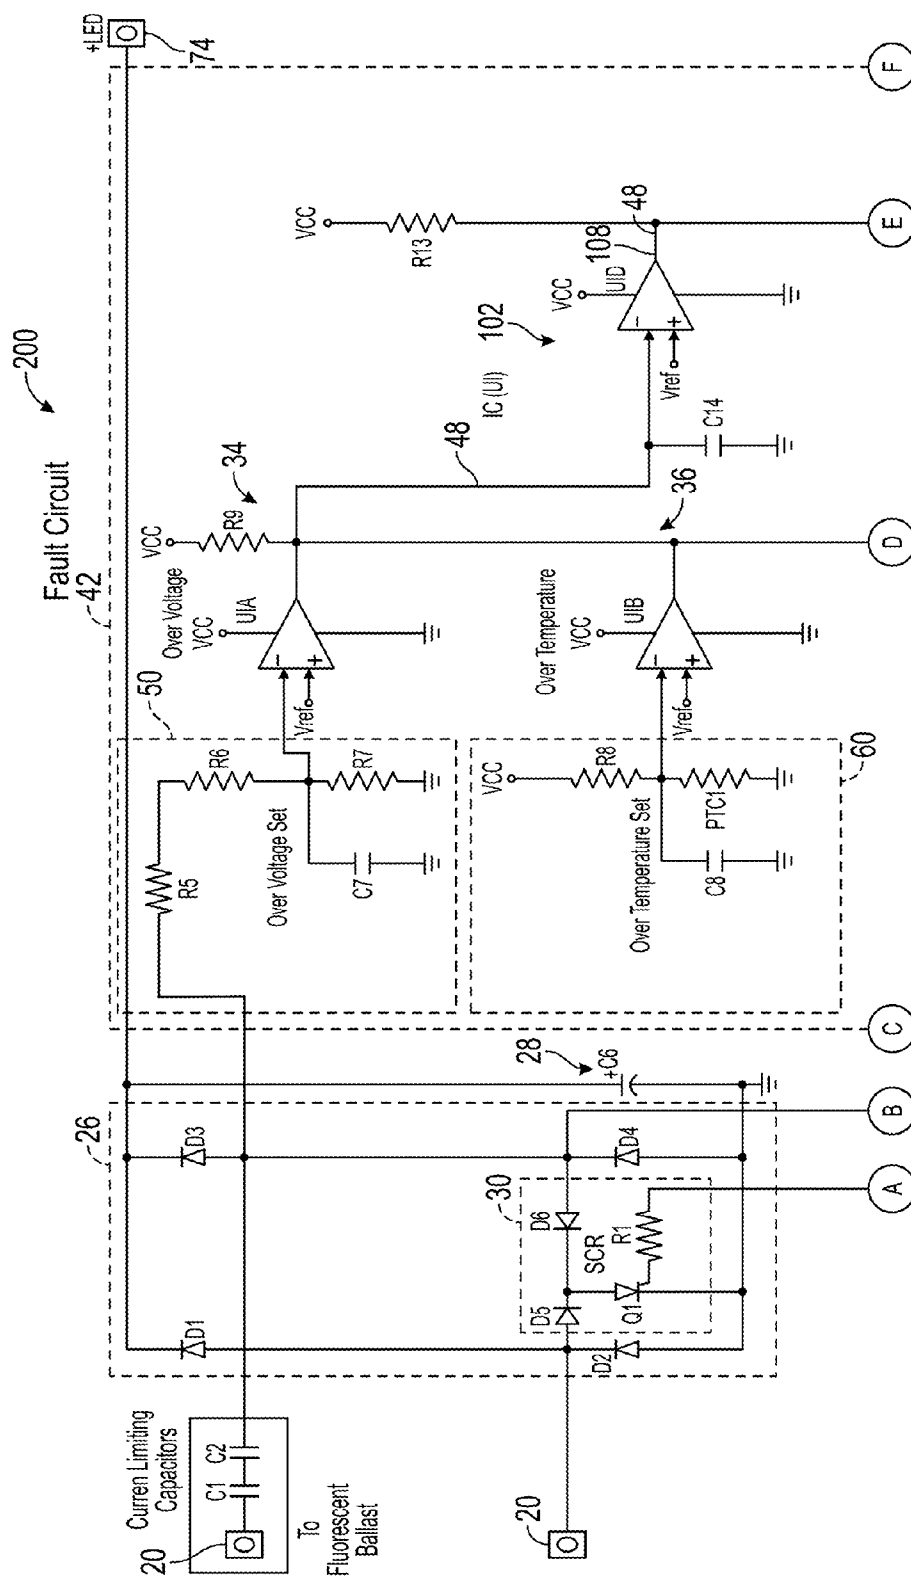 200
Fault Circuit
42
+LED
74
F
VCC
R13
48
108
UID
VCC
E
102
IC (UI)
Vref
C14
48
34
R9
VCC
36
D
Over Voltage
UIA
VCC
Vref
Over Temperature
UIB
VCC
Vref
50
R6
R7
R5
Over Voltage Set
C7
60
VCC
R8
PTC1
Over Temperature Set
C8
C
28
+C6
26
D3
D4
B
30
D6
SCR
R1
A
D5
Q1
D1
D2
Curren Limiting
Capacitors
C1
C2
20
To
Fluorescent
Ballast
20